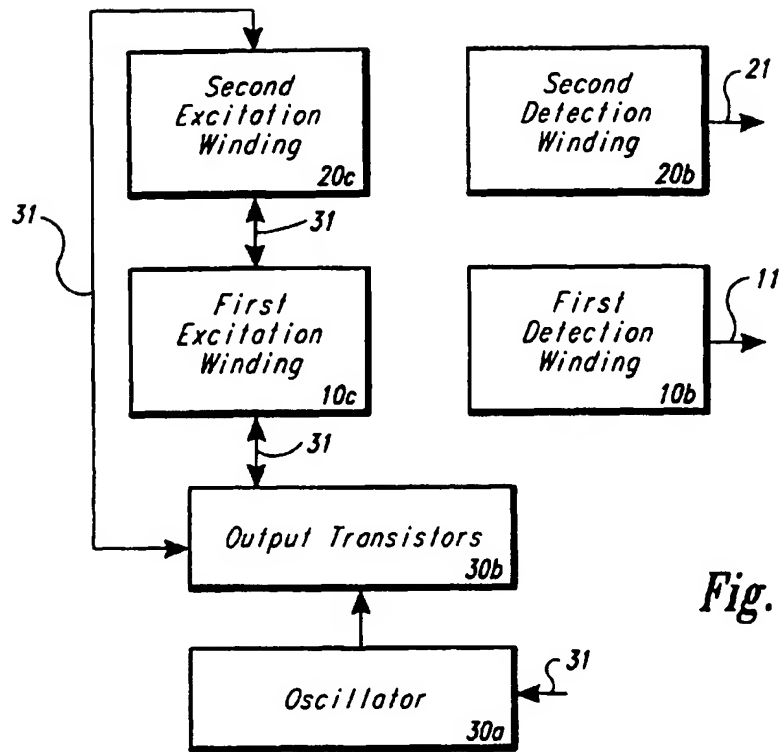 Second
Excitation
Winding
20c
Second
Detection
Winding
20b
21
31
31
First
Excitation
Winding
10c
First
Detection
Winding
10b
11
31
Output Transistors
30b
Fig.
Oscillator
30a
31